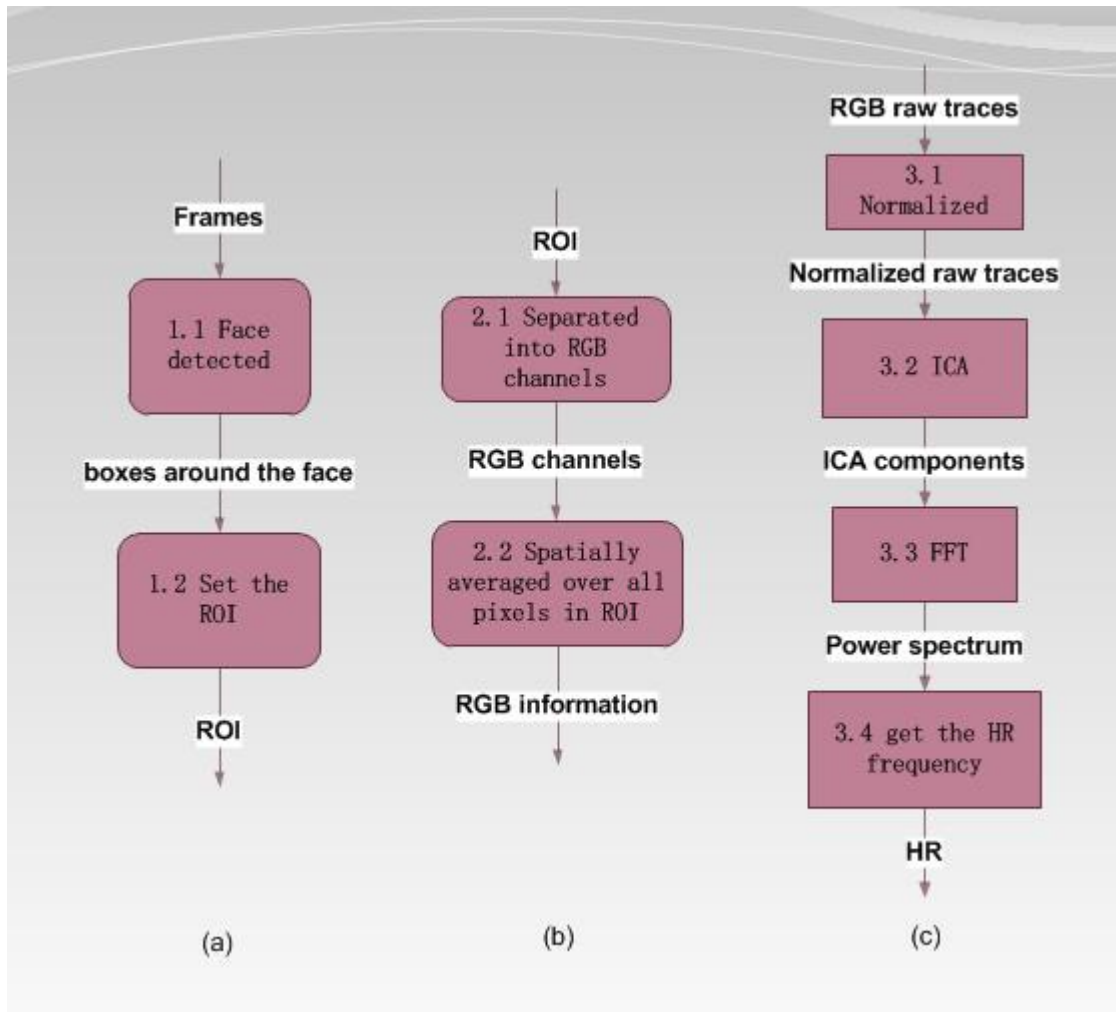 Frames
1.1 Face
detected
boxes around the face
1.2 Set the
ROI
ROI
(a)
ROI
2.1 Separated
into RGB
channels
RGB channels
2.2 Spatially
averaged over all
pixels in ROI
RGB information
(b)
RGB raw traces
3.1
Normalized
Normalized raw traces
3.2 ICA
ICA components
3.3 FFT
Power spectrum
3.4 get the HR
frequency
HR
(c)